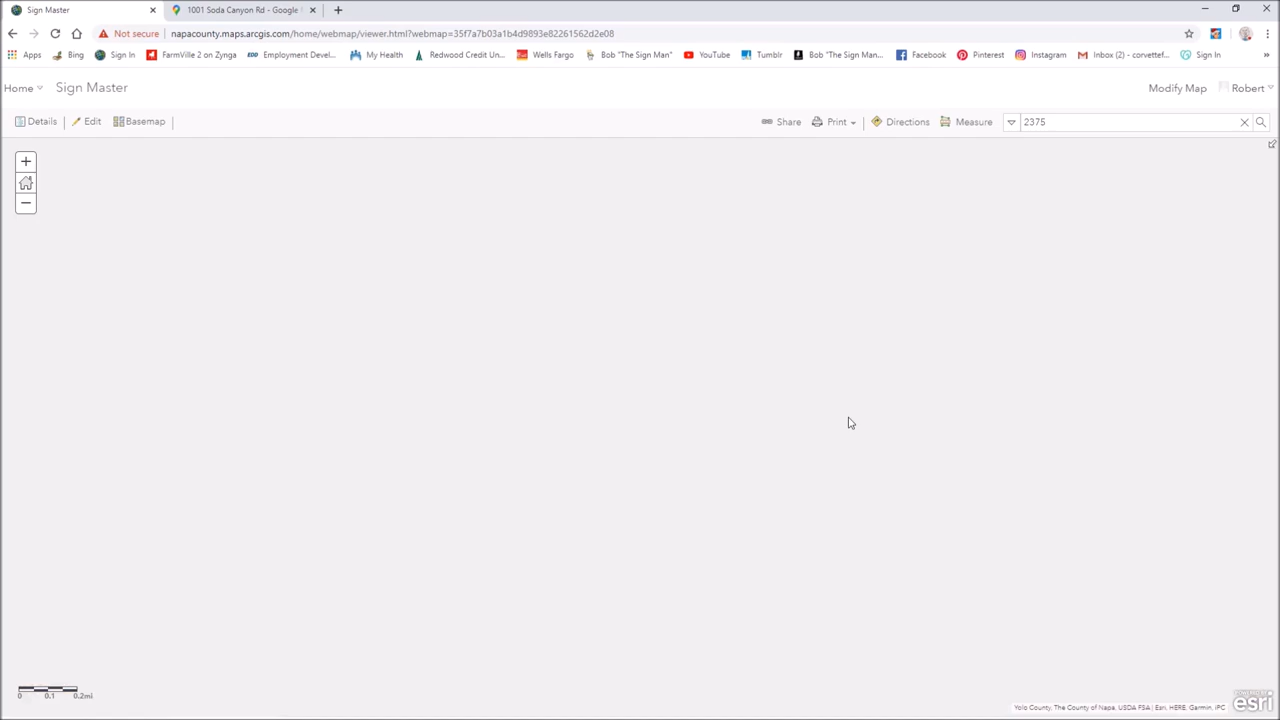 Sign Master
1001 Soda Canyon Rd - Google
Not secure
napacounty.maps.arcgis.com/home/webmap/viewer.html?webmap=35f7a7b03a1b4d9893e82261562d2e08
Apps Bing Sign In FarmVille 2 on Zynga Employment Devel... My Health Redwood Credit Un... Wells Fargo Bob "The Sign Man" YouTube Tumblr Bob "The Sign Man... Facebook Pinterest Instagram Inbox (2) - corvettef... Sign In »
Home Sign Master Modify Map Robert
Details Edit Basemap Share Print Directions Measure 2375
0 0.1 0.2mi
Yolo County, The County of Napa, USDA FSA | Esri, HERE, Garmin, iPC
POWERED BY
esri